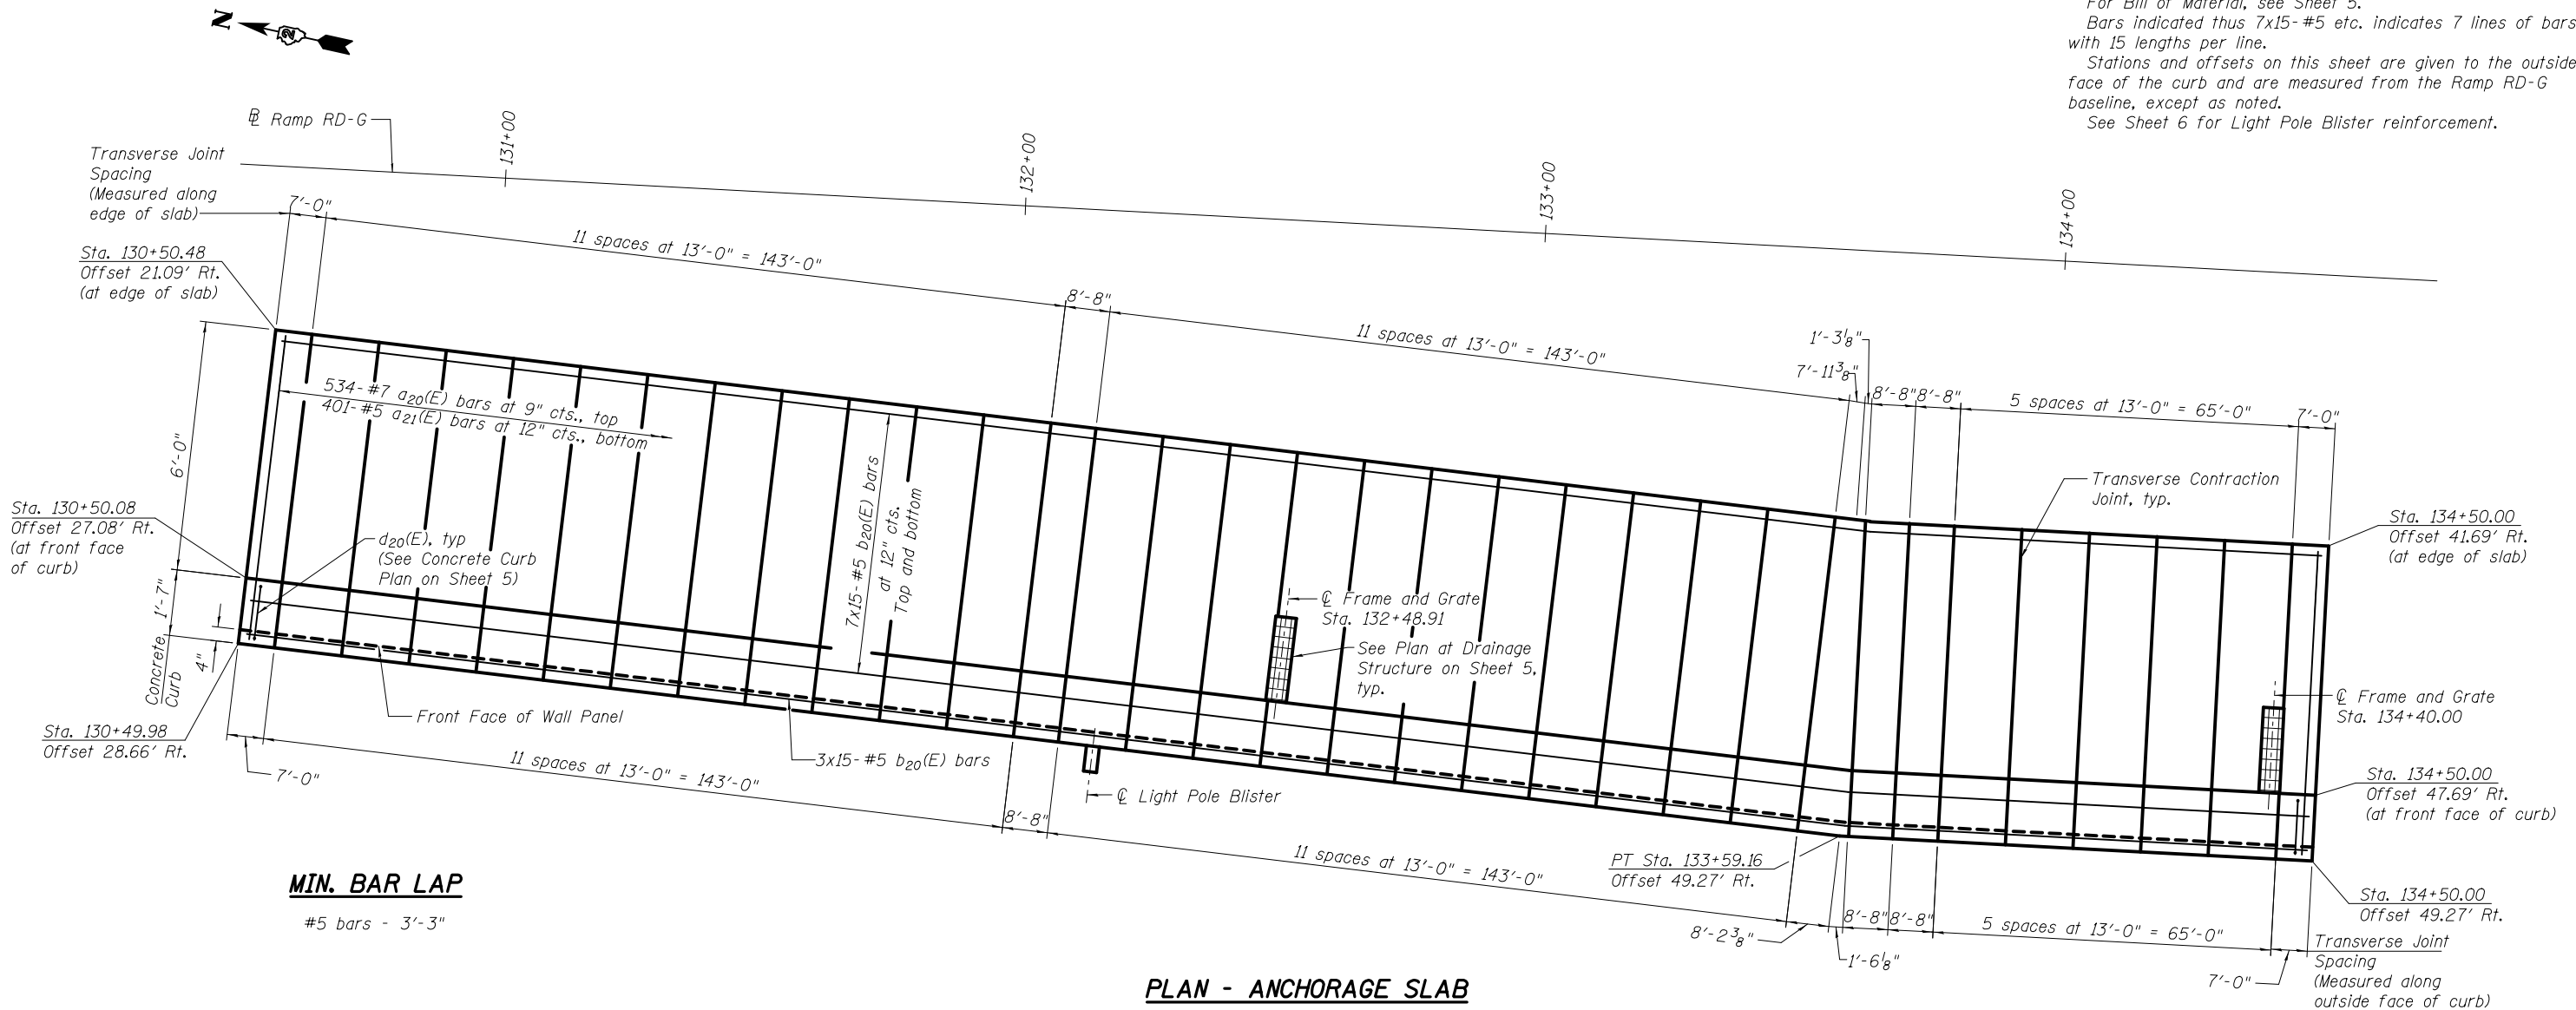 For Bill of Material, see Sheet 5.
Bars indicated thus 7x15-#5 etc. indicates 7 lines of bars
with 15 lengths per line.
Stations and offsets on this sheet are given to the outside
face of the curb and are measured from the Ramp RD-G
baseline, except as noted.
See Sheet 6 for Light Pole Blister reinforcement.
N
2
℄ Ramp RD-G
131+00
132+00
133+00
134+00
Transverse Joint
Spacing
(Measured along
edge of slab)
7'-0"
11 spaces at 13'-0" = 143'-0"
8'-8"
11 spaces at 13'-0" = 143'-0"
1'-3⅛"
7'-11⅜"
8'-8"
8'-8"
5 spaces at 13'-0" = 65'-0"
7'-0"
Sta. 130+50.48
Offset 21.09' Rt.
(at edge of slab)
534-#7 a20(E) bars at 9" cts., top
401-#5 a21(E) bars at 12" cts., bottom
6'-0"
7x15-#5 b20(E) bars
at 12" cts.
Top and bottom
Transverse Contraction
Joint, typ.
Sta. 134+50.00
Offset 41.69' Rt.
(at edge of slab)
Sta. 130+50.08
Offset 27.08' Rt.
(at front face
of curb)
d20(E), typ
(See Concrete Curb
Plan on Sheet 5)
℄ Frame and Grate
Sta. 132+48.91
See Plan at Drainage
Structure on Sheet 5,
typ.
1'-7"
Concrete
Curb
4"
℄ Frame and Grate
Sta. 134+40.00
Front Face of Wall Panel
Sta. 130+49.98
Offset 28.66' Rt.
3x15-#5 b20(E) bars
℄ Light Pole Blister
Sta. 134+50.00
Offset 47.69' Rt.
(at front face of curb)
7'-0"
11 spaces at 13'-0" = 143'-0"
8'-8"
11 spaces at 13'-0" = 143'-0"
PT Sta. 133+59.16
Offset 49.27' Rt.
8'-2⅜"
1'-6⅛"
8'-8"
8'-8"
5 spaces at 13'-0" = 65'-0"
7'-0"
Sta. 134+50.00
Offset 49.27' Rt.
Transverse Joint
Spacing
(Measured along
outside face of curb)
MIN. BAR LAP
#5 bars - 3'-3"
PLAN - ANCHORAGE SLAB